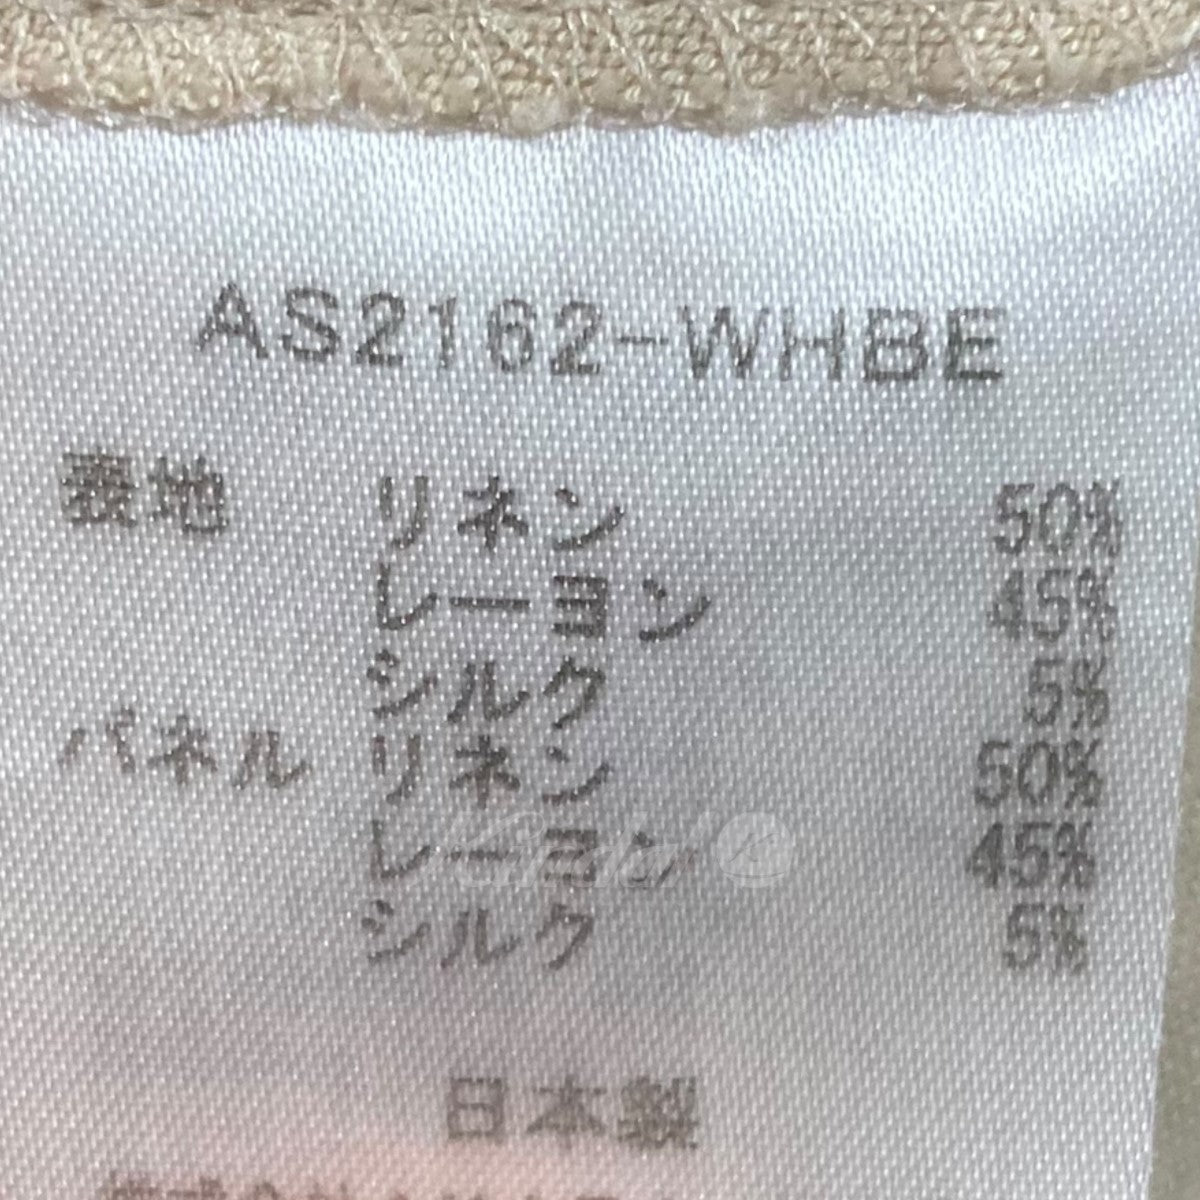 AS2162-WHBE
表地 リネン 50%
レーヨン 45%
シルク 5%
パネル リネン 50%
レーヨン 45%
シルク 5%
日本製